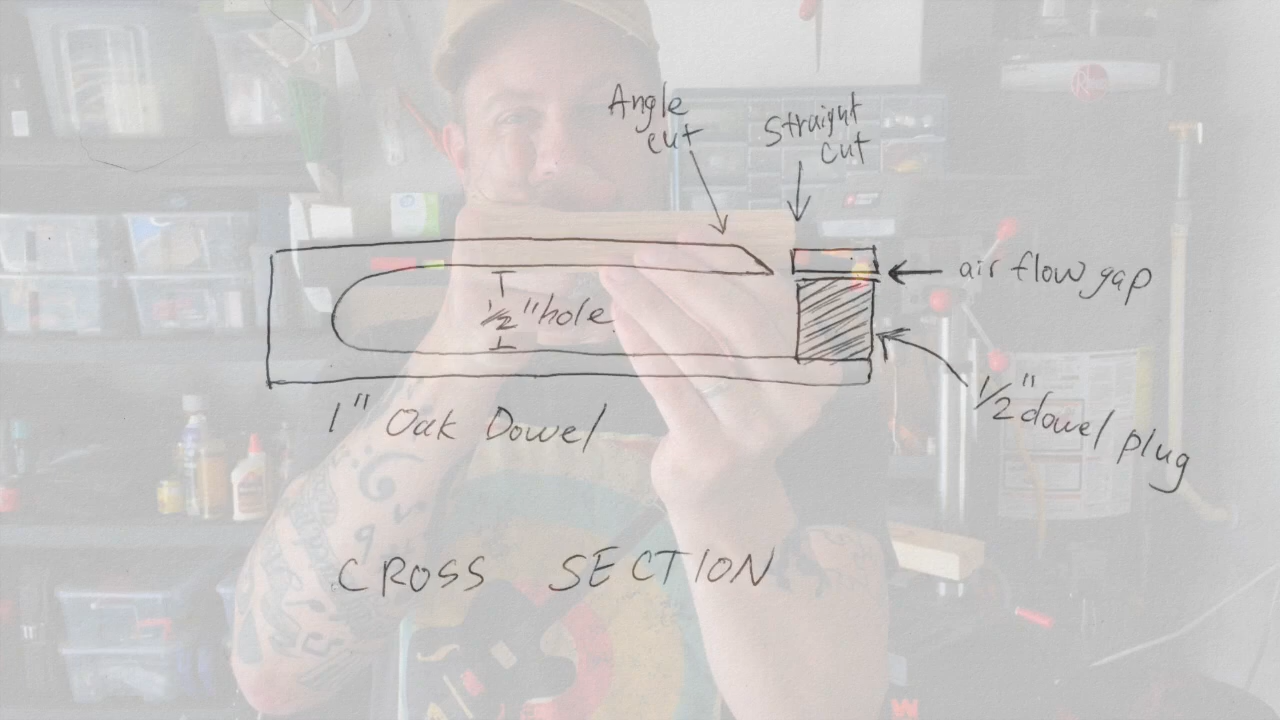 Angle
cut
Straight
cut
air flow gap
1/2" hole
1/2" dowel plug
1" Oak Dowel
CROSS SECTION